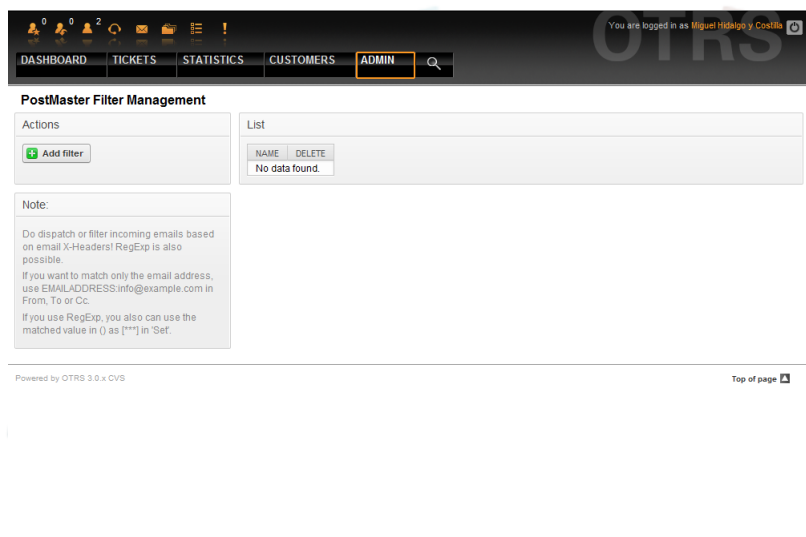 0 0 2
OTRS
You are logged in as Miguel Hidalgo y Costilla
DASHBOARD TICKETS STATISTICS CUSTOMERS ADMIN
PostMaster Filter Management
Actions
Add filter
List
NAME DELETE
No data found.
Note:
Do dispatch or filter incoming emails based
on email X-Headers! RegExp is also
possible.
If you want to match only the email address,
use EMAILADDRESS:info@example.com in
From, To or Cc.
If you use RegExp, you also can use the
matched value in () as [***] in 'Set'.
Powered by OTRS 3.0.x CVS
Top of page